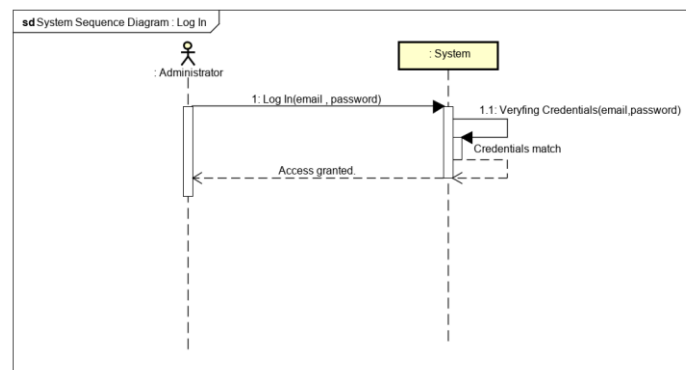 sd System Sequence Diagram : Log In
: Administrator
: System
1: Log In(email , password)
1.1: Veryfing Credentials(email,password)
Credentials match
Access granted.